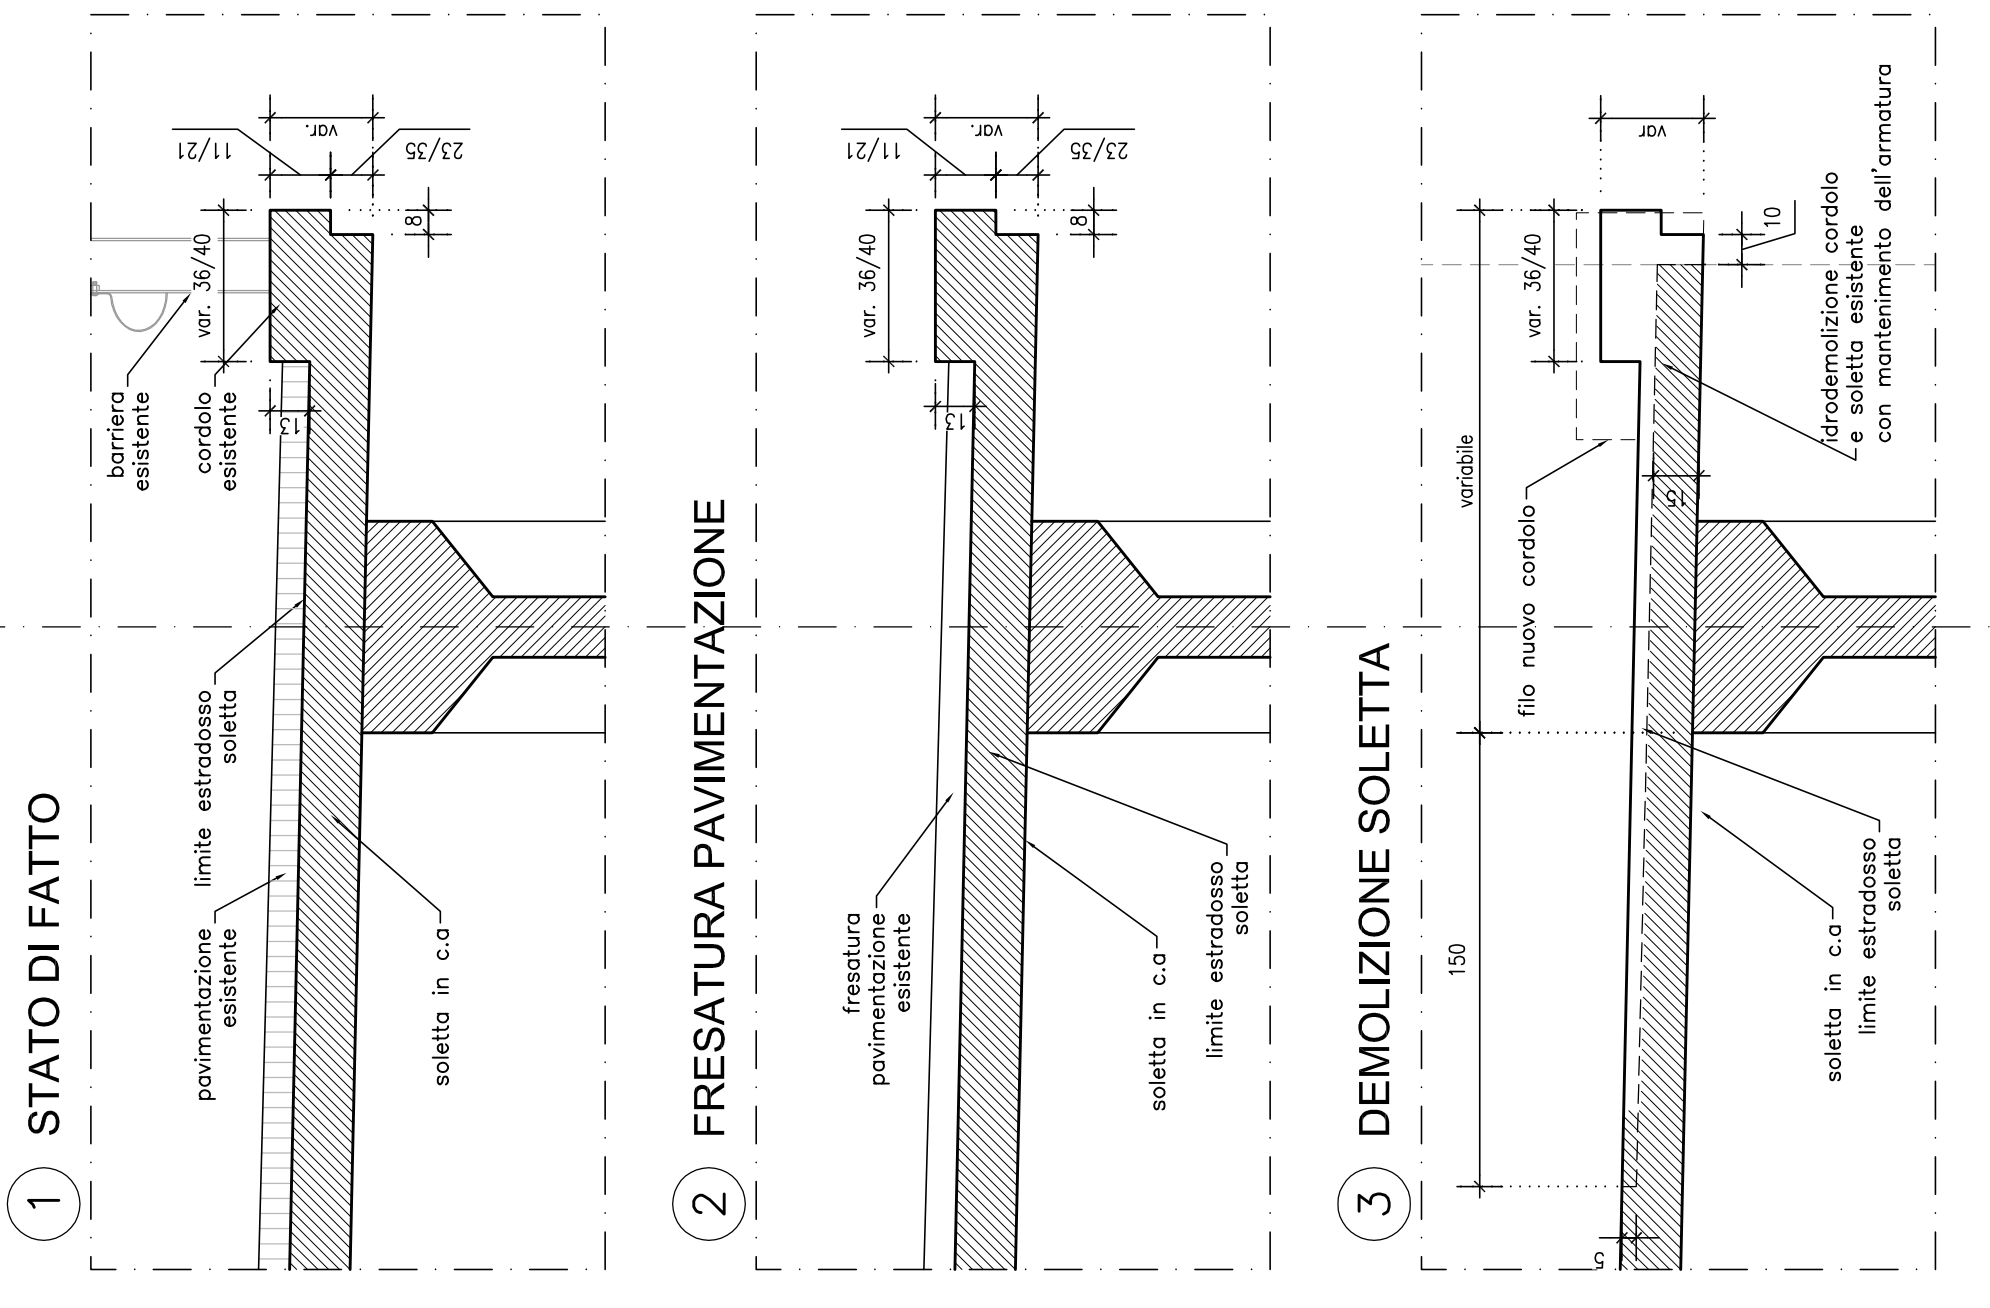 1
STATO DI FATTO
barriera
esistente
cordolo
esistente
limite estradosso
soletta
pavimentazione
esistente
soletta in c.a
var. 36/40
11/21
23/35
var.
8
13
2
FRESATURA PAVIMENTAZIONE
fresatura
pavimentazione
esistente
soletta in c.a
limite estradosso
soletta
var. 36/40
11/21
23/35
var.
8
13
3
DEMOLIZIONE SOLETTA
150
variabile
filo nuovo cordolo
var. 36/40
var
10
15
5
idrodemolizione cordolo
e soletta esistente
con mantenimento dell'armatura
soletta in c.a
limite estradosso
soletta